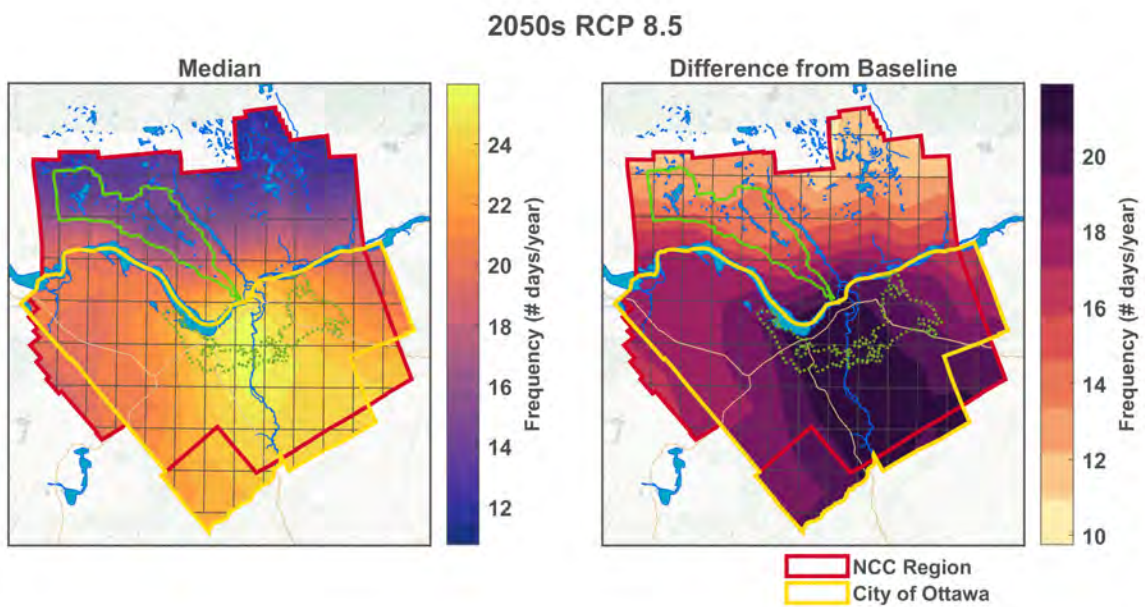 2050s RCP 8.5
Median
24
22
20
18
16
14
12
Frequency (# days/year)
Difference from Baseline
20
18
16
14
12
10
Frequency (# days/year)
NCC Region
City of Ottawa